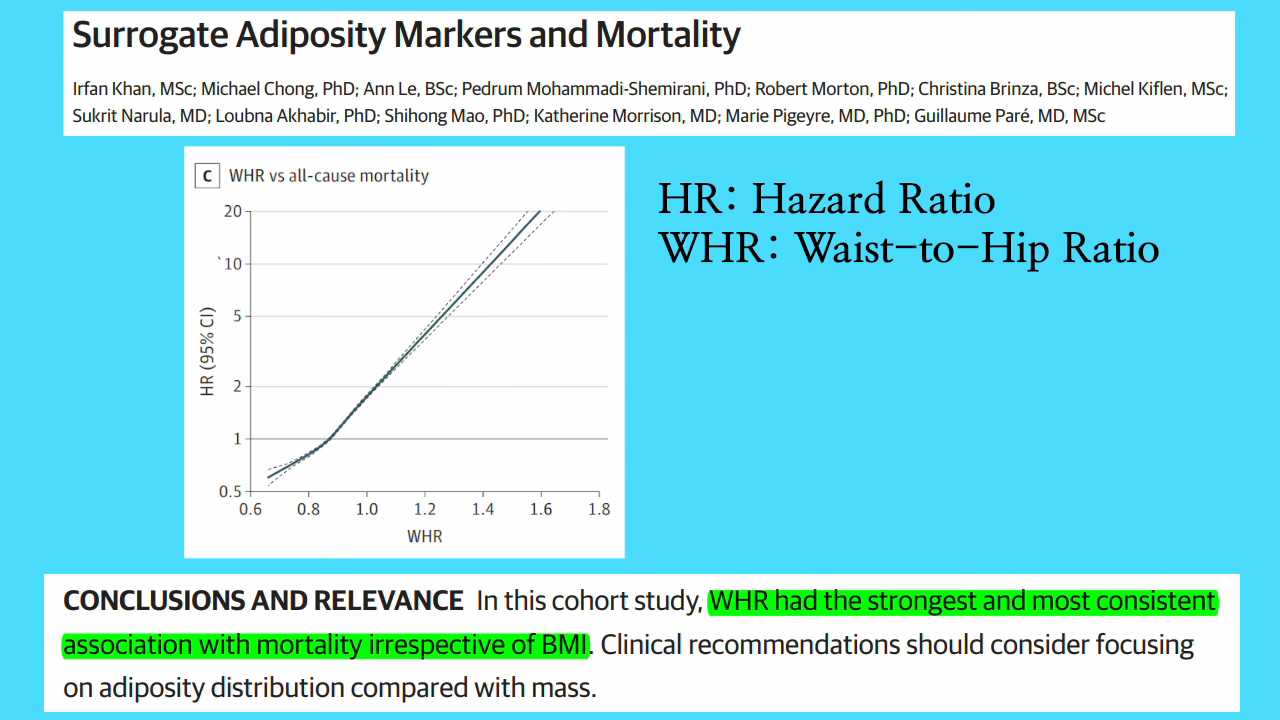 Surrogate Adiposity Markers and Mortality
Irfan Khan, MSc; Michael Chong, PhD; Ann Le, BSc; Pedrum Mohammadi-Shemirani, PhD; Robert Morton, PhD; Christina Brinza, BSc; Michel Kiflen, MSc;
Sukrit Narula, MD; Loubna Akhabir, PhD; Shihong Mao, PhD; Katherine Morrison, MD; Marie Pigeyre, MD, PhD; Guillaume Paré, MD, MSc
C WHR vs all-cause mortality
20
10
5
2
1
0.5
HR (95% CI)
0.6 0.8 1.0 1.2 1.4 1.6 1.8
WHR
HR: Hazard Ratio
WHR: Waist-to-Hip Ratio
CONCLUSIONS AND RELEVANCE In this cohort study, WHR had the strongest and most consistent
association with mortality irrespective of BMI. Clinical recommendations should consider focusing
on adiposity distribution compared with mass.